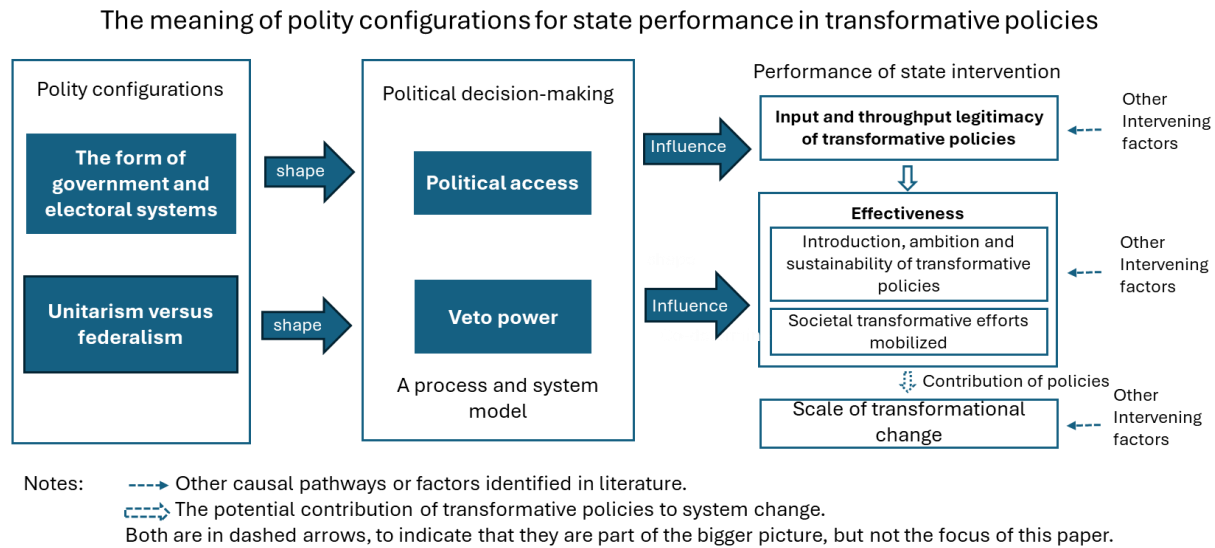 The meaning of polity configurations for state performance in transformative policies
Polity configurations
The form of
government and
electoral systems
Unitarism versus
federalism
shape
shape
Political decision-making
Political access
Veto power
A process and system
model
Influence
Influence
Performance of state intervention
Input and throughput legitimacy
of transformative policies
Effectiveness
Introduction, ambition and
sustainability of transformative
policies
Societal transformative efforts
mobilized
Contribution of policies
Scale of transformational
change
Other
Intervening
factors
Other
Intervening
factors
Other
Intervening
factors
Notes:
Other causal pathways or factors identified in literature.
The potential contribution of transformative policies to system change.
Both are in dashed arrows, to indicate that they are part of the bigger picture, but not the focus of this paper.